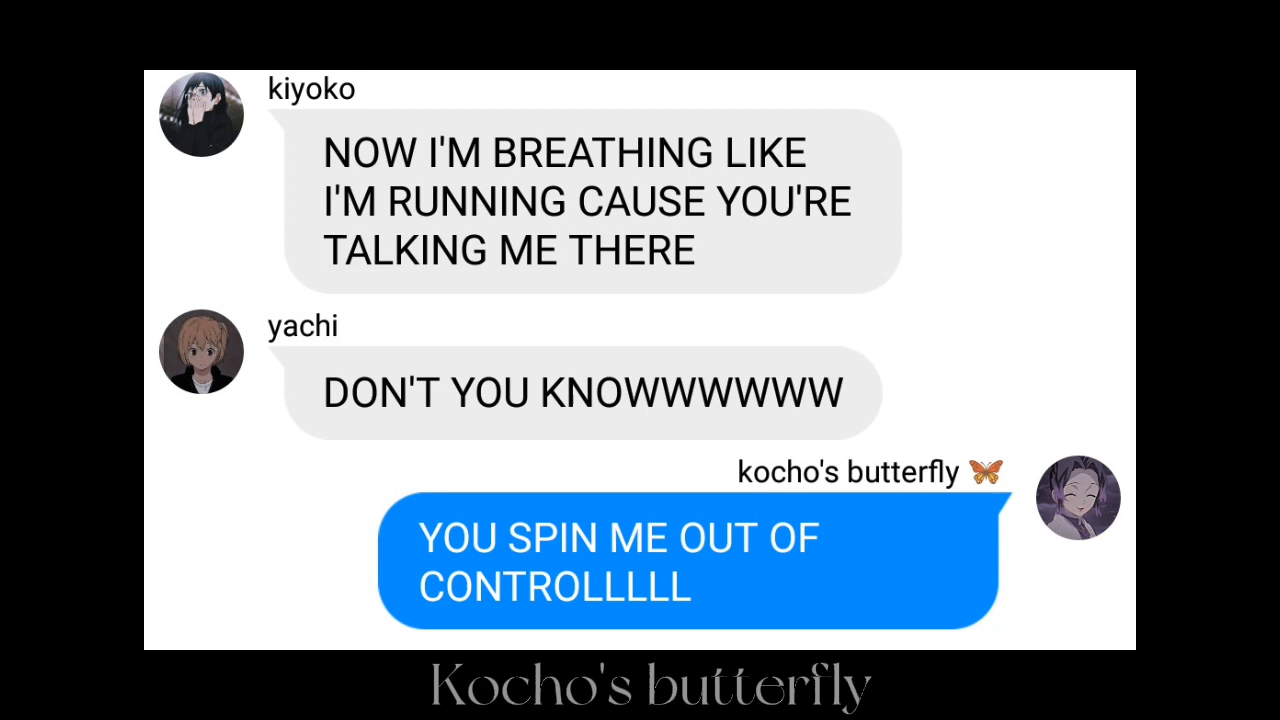 kiyoko
NOW I'M BREATHING LIKE
I'M RUNNING CAUSE YOU'RE
TALKING ME THERE
yachi
DON'T YOU KNOWWWWWW
kocho's butterfly 🦋
YOU SPIN ME OUT OF
CONTROLLLLL
Kocho's butterfly